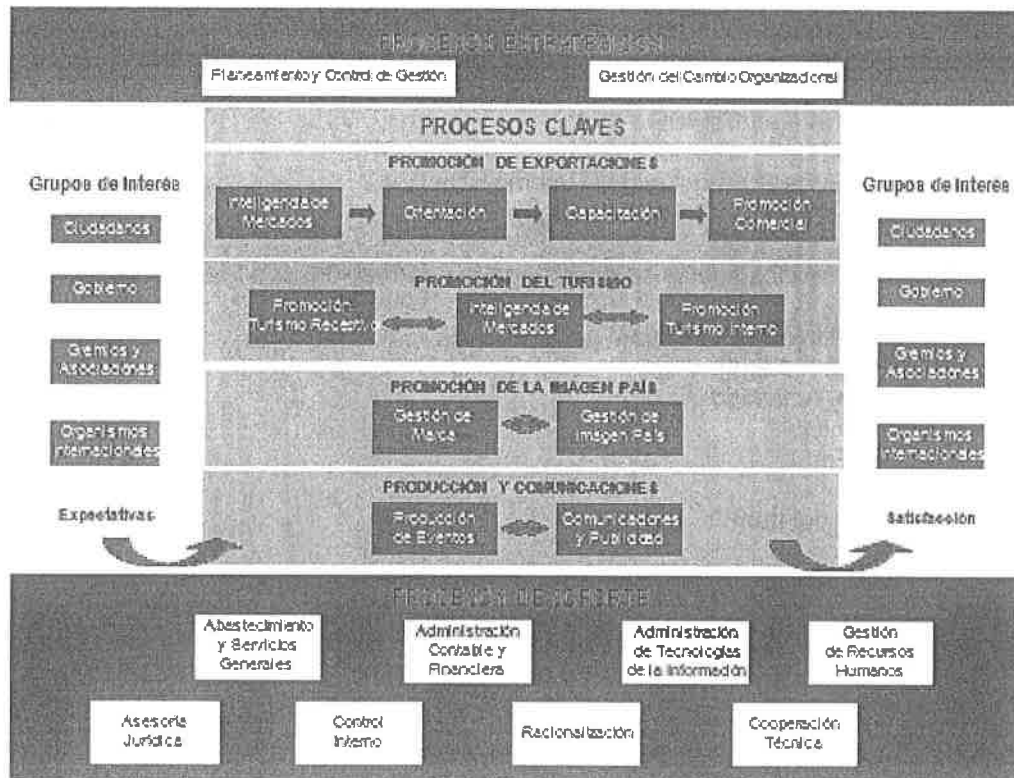 PROCESOS ESTRATEGICOS
Planeamiento y Control de Gestión
Gestión del Cambio Organizacional
PROCESOS CLAVES
PROMOCIÓN DE EXPORTACIONES
Inteligencia de
Mercados
Orientación
Capacitación
Promoción
Comercial
PROMOCIÓN DEL TURISMO
Promoción
Turismo Receptivo
Inteligencia de
Mercados
Promoción
Turismo Interno
PROMOCIÓN DE LA IMAGEN PAÍS
Gestión de
Marca
Gestión de
Imagen País
PRODUCCIÓN Y COMUNICACIONES
Producción
de Eventos
Comunicaciones
y Publicidad
Grupos de Interés
Ciudadanos
Gobierno
Gremios y
Asociaciones
Organismos
Internacionales
Expectativas
Grupos de Interés
Ciudadanos
Gobierno
Gremios y
Asociaciones
Organismos
Internacionales
Satisfacción
PROCESOS DE SOPORTE
Abastecimiento
y Servicios
Generales
Administración
Contable y
Financiera
Administración
de Tecnologías
de la Información
Gestión
de Recursos
Humanos
Asesoría
Jurídica
Control
Interno
Racionalización
Cooperación
Técnica